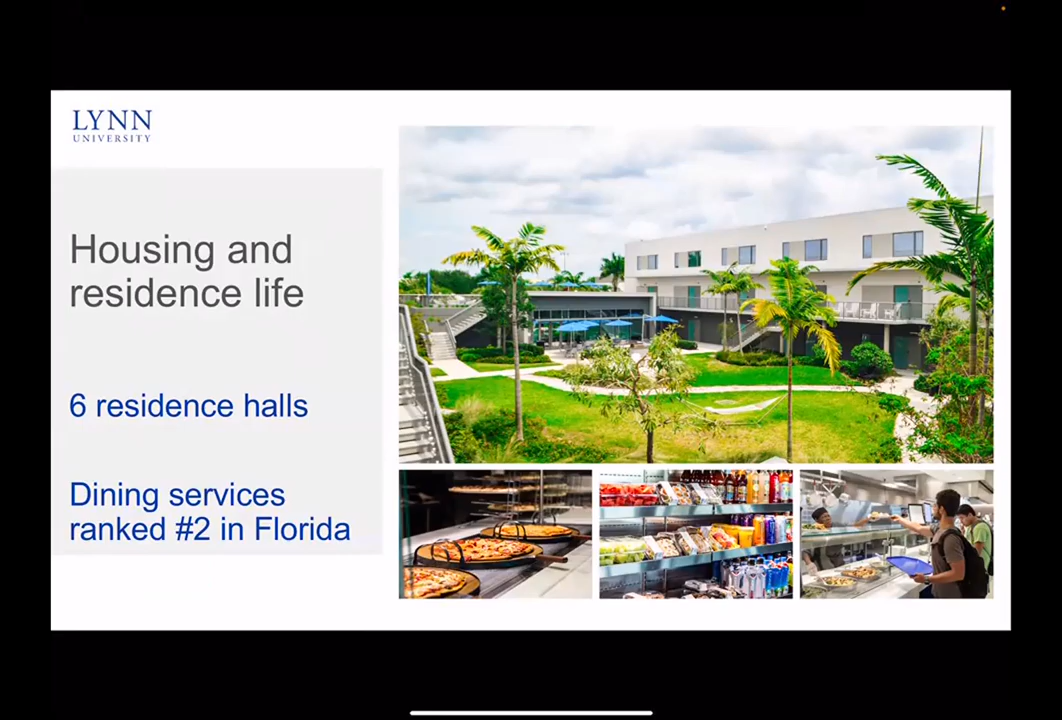 LYNN
UNIVERSITY
Housing and
residence life
6 residence halls
Dining services
ranked #2 in Florida